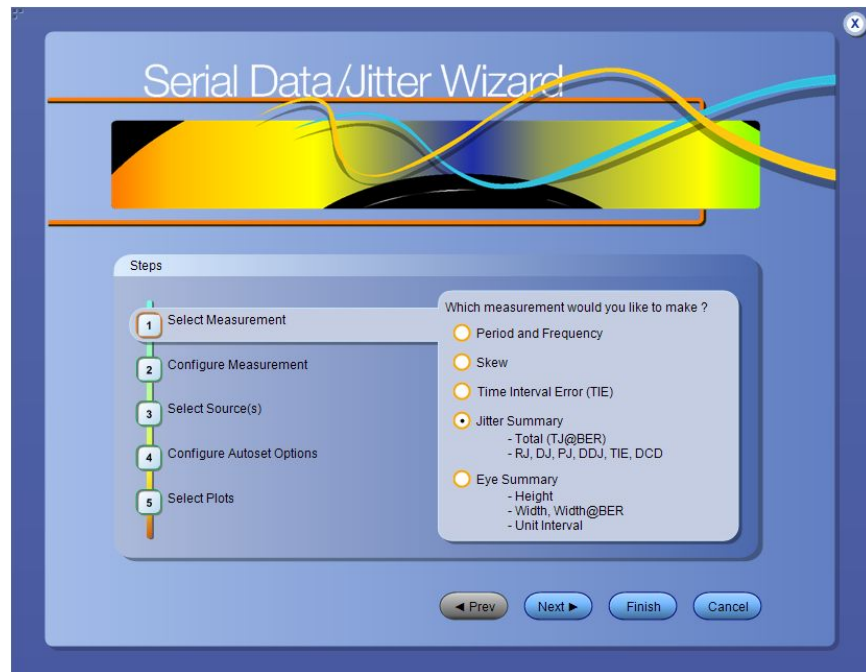 X
Serial Data/Jitter Wizard
Steps
1 Select Measurement
2 Configure Measurement
3 Select Source(s)
4 Configure Autoset Options
5 Select Plots
Which measurement would you like to make ?
Period and Frequency
Skew
Time Interval Error (TIE)
Jitter Summary
- Total (TJ@BER)
- RJ, DJ, PJ, DDJ, TIE, DCD
Eye Summary
- Height
- Width, Width@BER
- Unit Interval
◄ Prev Next ► Finish Cancel